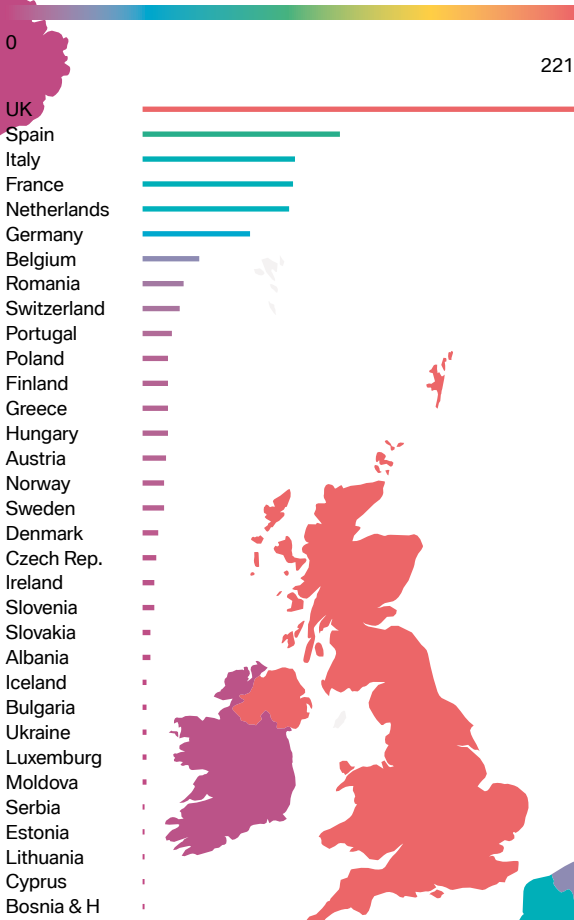 0
221
UK
Spain
Italy
France
Netherlands
Germany
Belgium
Romania
Switzerland
Portugal
Poland
Finland
Greece
Hungary
Austria
Norway
Sweden
Denmark
Czech Rep.
Ireland
Slovenia
Slovakia
Albania
Iceland
Bulgaria
Ukraine
Luxemburg
Moldova
Serbia
Estonia
Lithuania
Cyprus
Bosnia & H